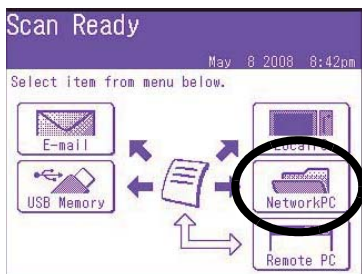 Scan Ready
May 8 2008 8:42pm
Select item from menu below.
E-mail
USB Memory
NetworkPC
Remote PC